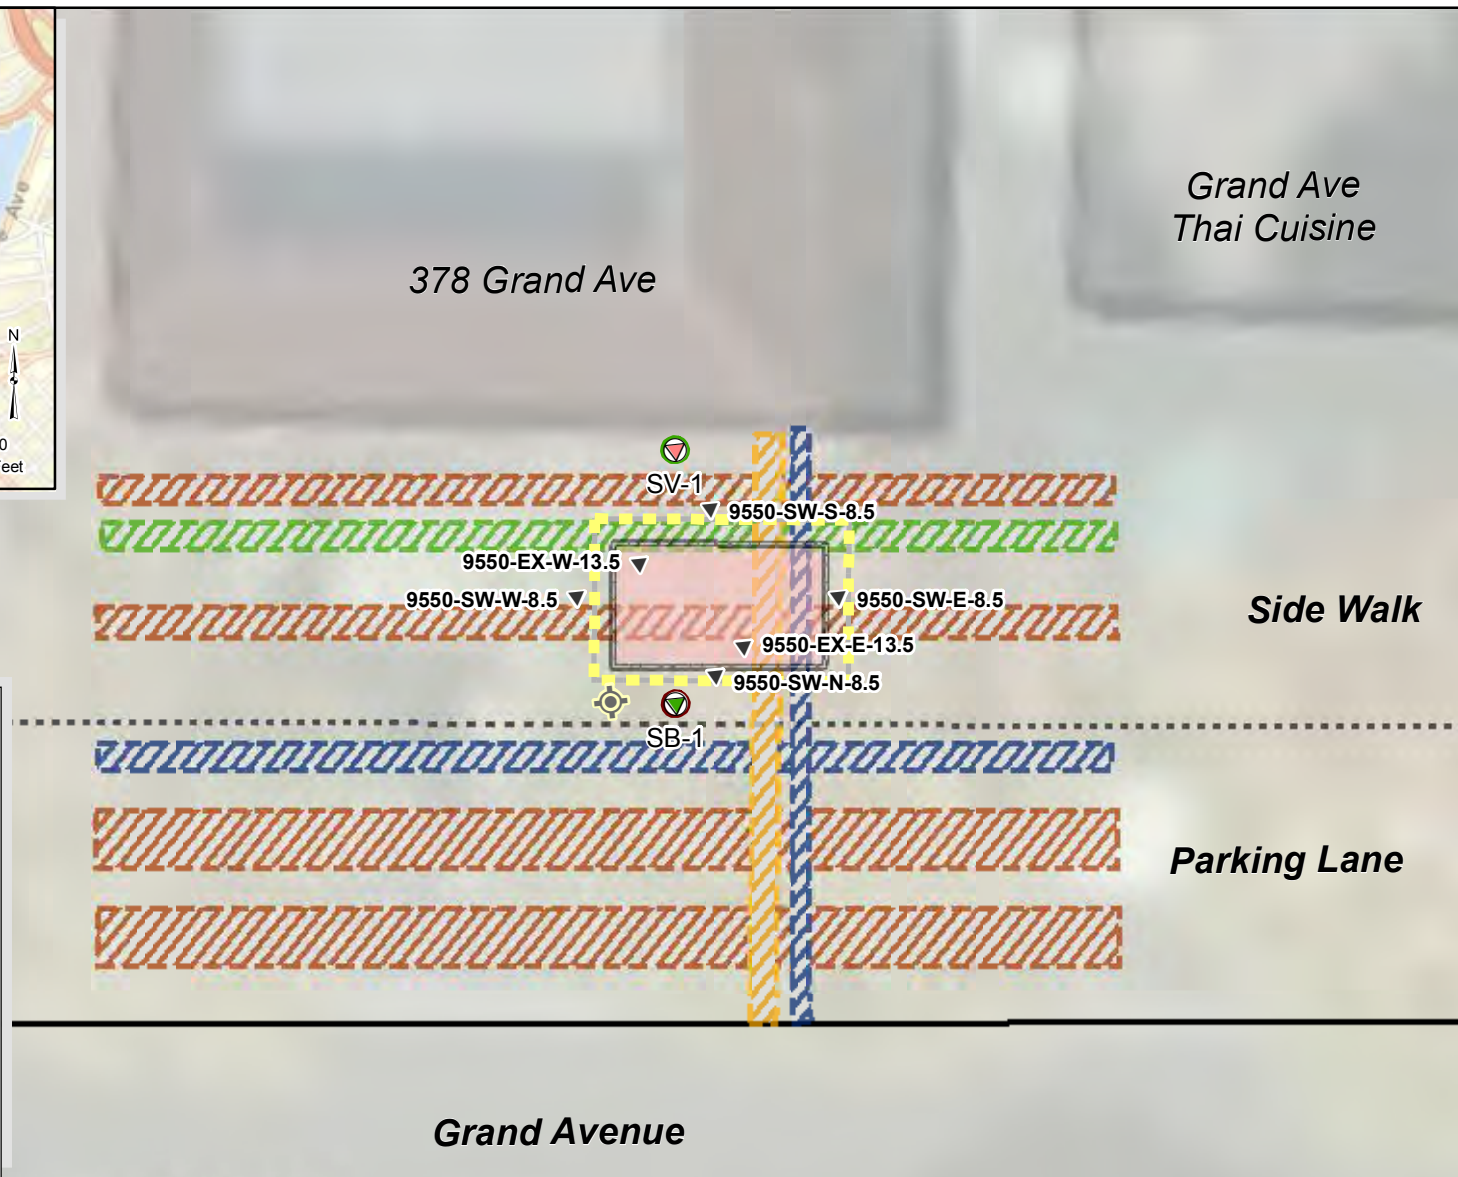 Ave
N
0
eet
Grand Ave
Thai Cuisine
378 Grand Ave
SV-1
9550-SW-S-8.5
9550-EX-W-13.5
9550-SW-W-8.5
9550-SW-E-8.5
Side Walk
9550-EX-E-13.5
9550-SW-N-8.5
SB-1
Parking Lane
Grand Avenue